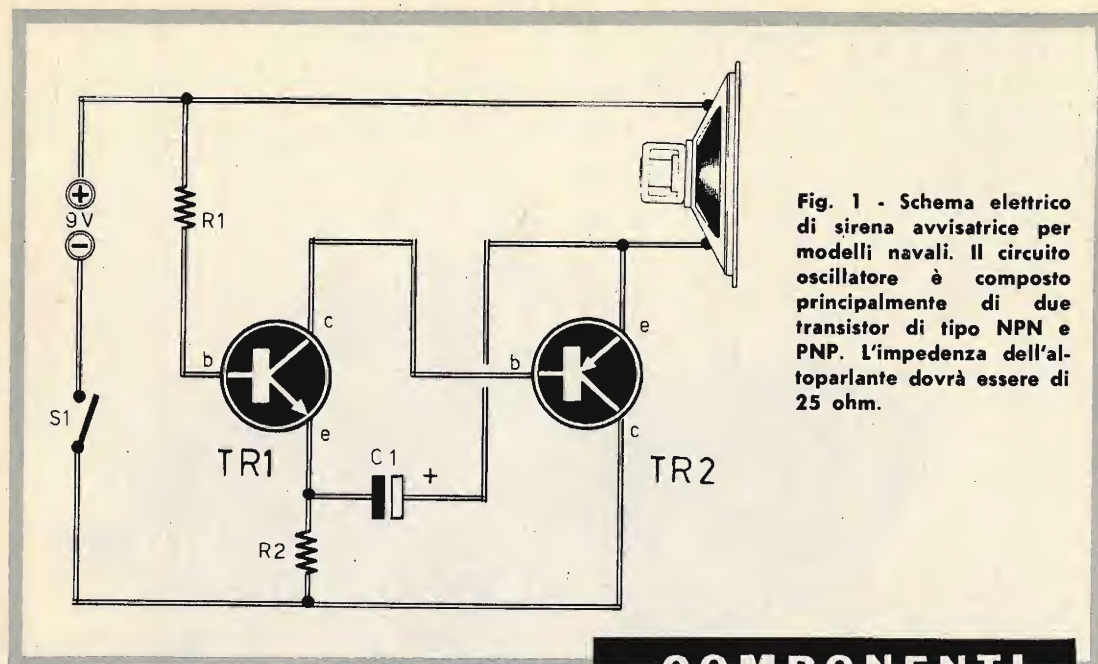 +
9V
−
R1
S1
b
c
e
TR1
C1
+
R2
b
e
c
TR2
Fig. 1 - Schema elettrico
di sirena avvisatrice per
modelli navali. Il circuito
oscillatore è composto
principalmente di due
transistor di tipo NPN e
PNP. L'impedenza dell'al-
toparlante dovrà essere di
25 ohm.
COMPONENTI